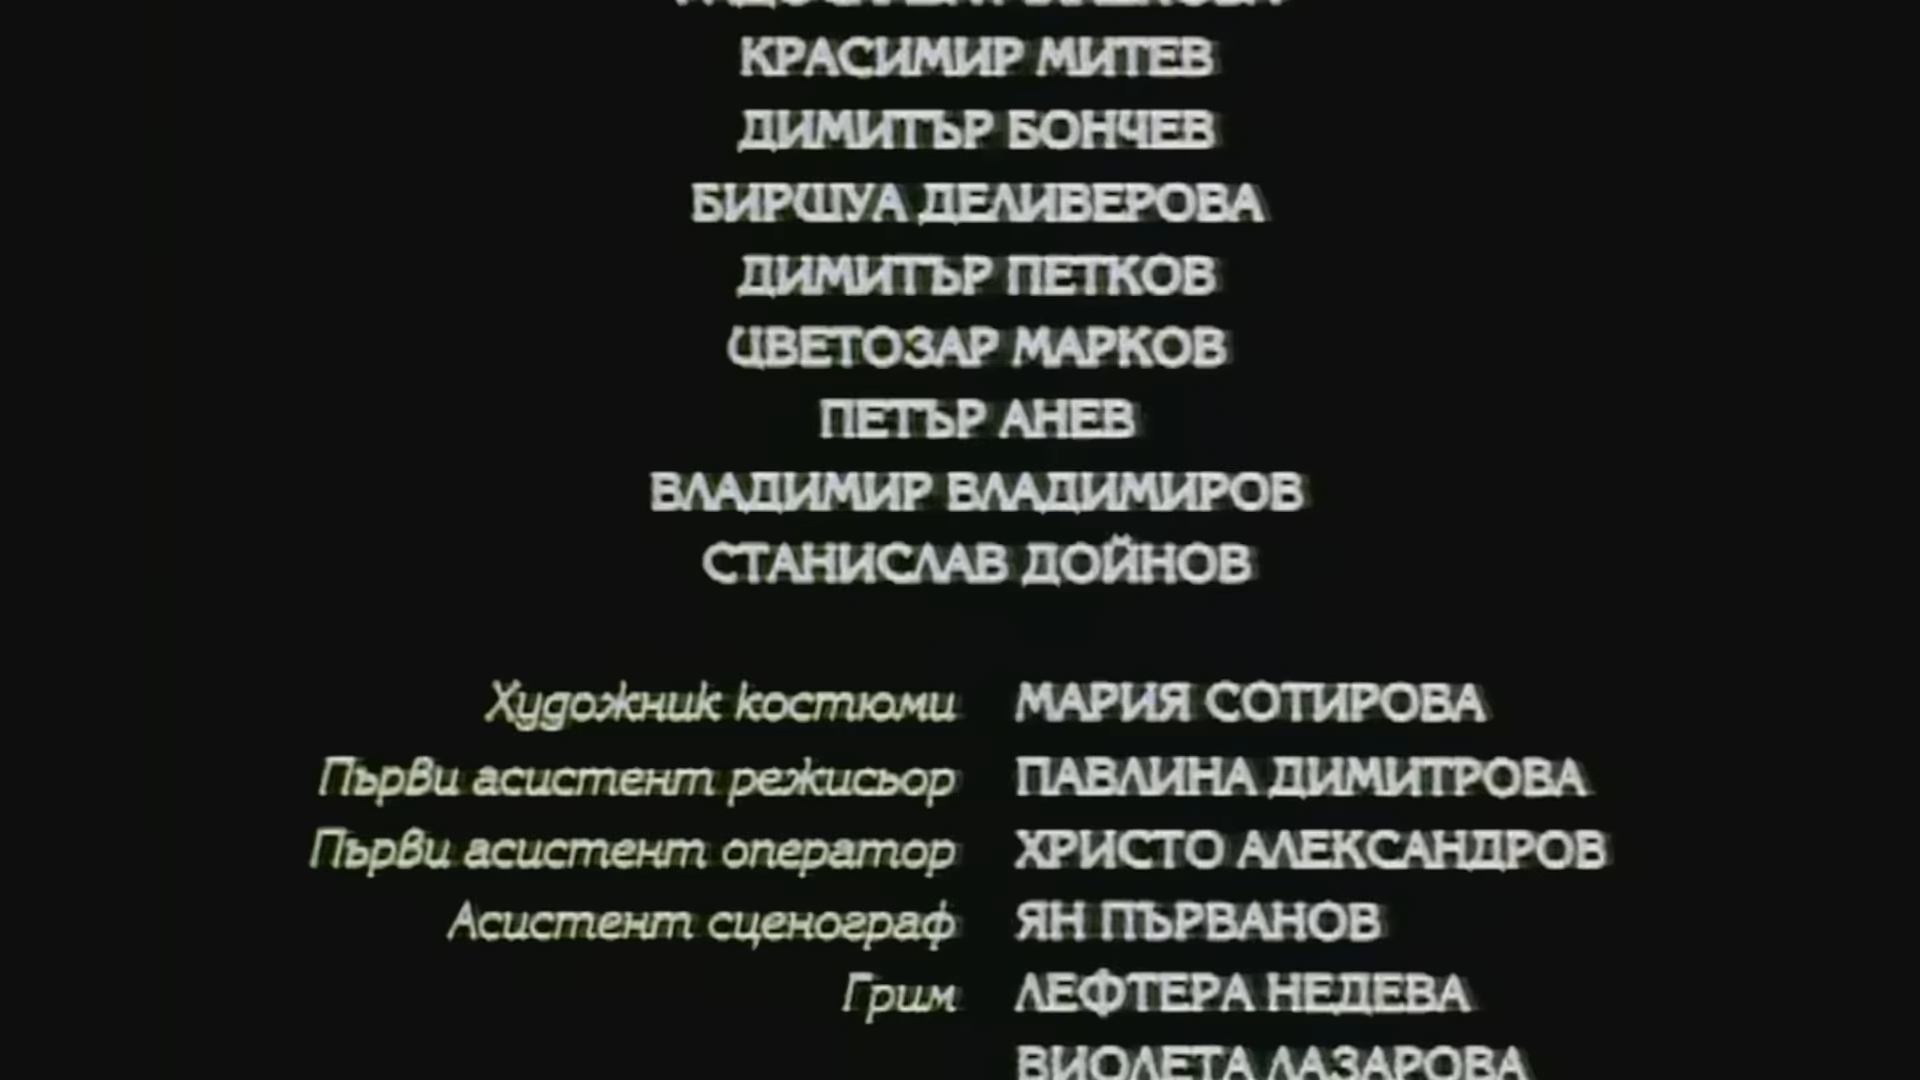 КРАСИМИР МИТЕВ
ДИМИТЪР БОНЧЕВ
БИРШУА ДЕЛИВЕРОВА
ДИМИТЪР ПЕТКОВ
ЦВЕТОЗАР МАРКОВ
ПЕТЪР АНЕВ
ВЛАДИМИР ВЛАДИМИРОВ
СТАНИСЛАВ ДОЙНОВ
Художник костюми МАРИЯ СОТИРОВА
Първи асистент режисьор ПАВЛИНА ДИМИТРОВА
Първи асистент оператор ХРИСТО АЛЕКСАНДРОВ
Асистент сценограф ЯН ПЪРВАНОВ
Грим ЛЕФТЕРА НЕДЕВА
ВИОЛЕТА ЛАЗАРОВА